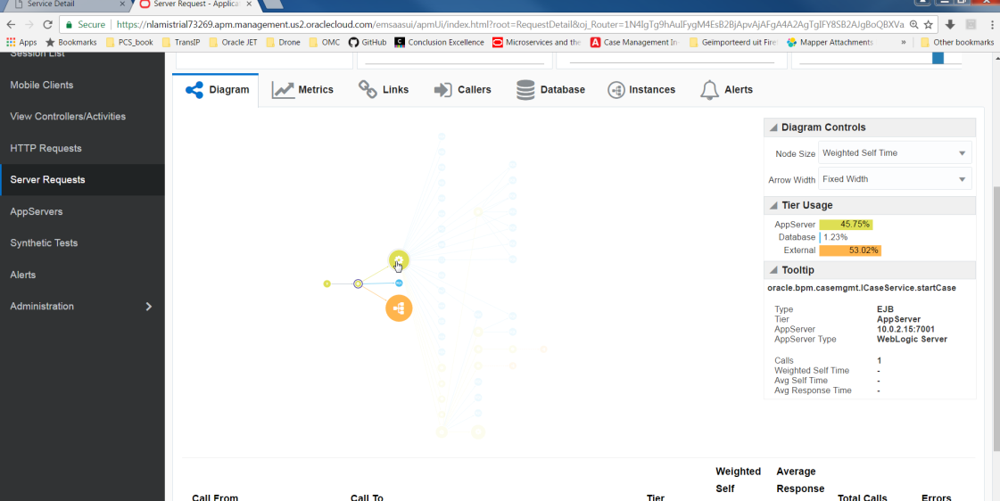 Service Detail ×
Server Request - Applicat ×
Secure | https://nlamistrial73269.apm.management.us2.oraclecloud.com/emsaasui/apmUi/index.html?root=RequestDetail&oj_Router=
Apps Bookmarks PCS_book TransIP Oracle JET Drone OMC GitHub Conclusion Excellence Microservices and the Case Management In Geïmporteerd uit Fire Mapper Attachments » Other bookmarks
Session List
Mobile Clients
View Controllers/Activities
HTTP Requests
Server Requests
AppServers
Synthetic Tests
Alerts
Administration
Diagram Metrics Links Callers Database Instances Alerts
Diagram Controls
Node Size Weighted Self Time
Arrow Width Fixed Width
Tier Usage
AppServer 45.75%
Database 1.23%
External 53.02%
Tooltip
oracle.bpm.casemgmt.ICaseService.startCase
Type EJB
Tier AppServer
AppServer 10.0.2.15:7001
AppServer Type WebLogic Server
Calls 1
Weighted Self Time -
Avg Self Time -
Avg Response Time -
Weighted Average
Self Response
Call From Call To Tier Total Calls Errors